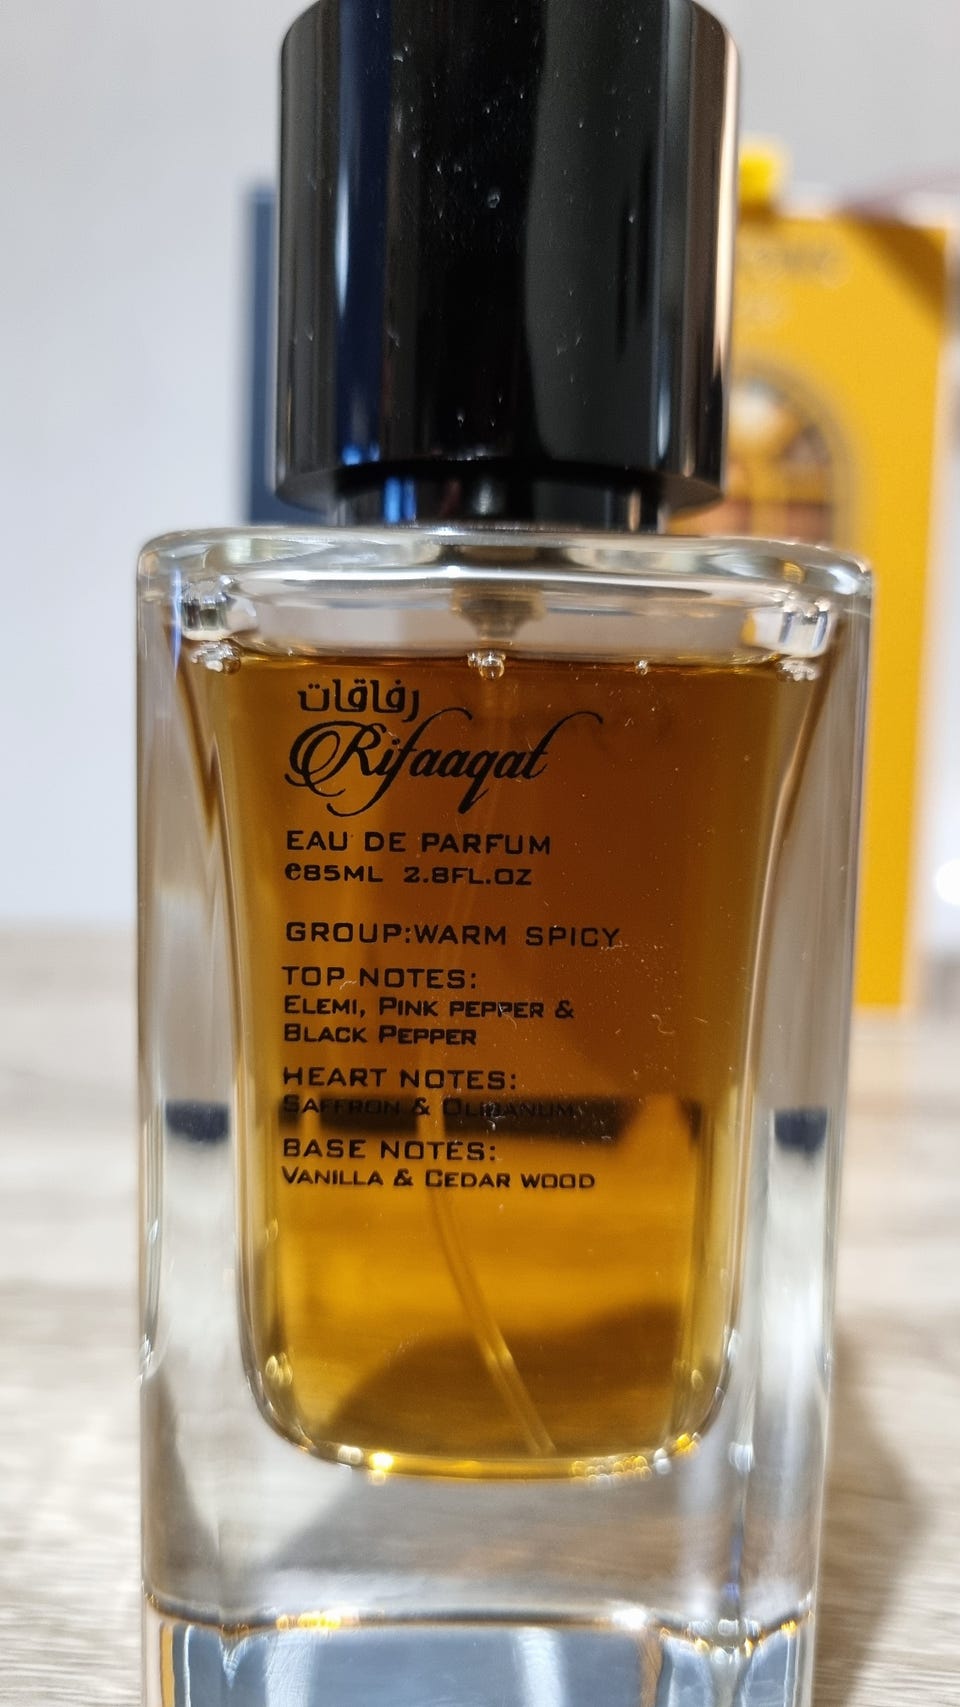 رفاقات
Rifaaqat
EAU DE PARFUM
℮85ML 2.8FL.OZ
GROUP:WARM SPICY
TOP NOTES:
ELEMI, PINK PEPPER &
BLACK PEPPER
HEART NOTES:
SAFFRON & OLIBANUM
BASE NOTES:
VANILLA & CEDAR WOOD